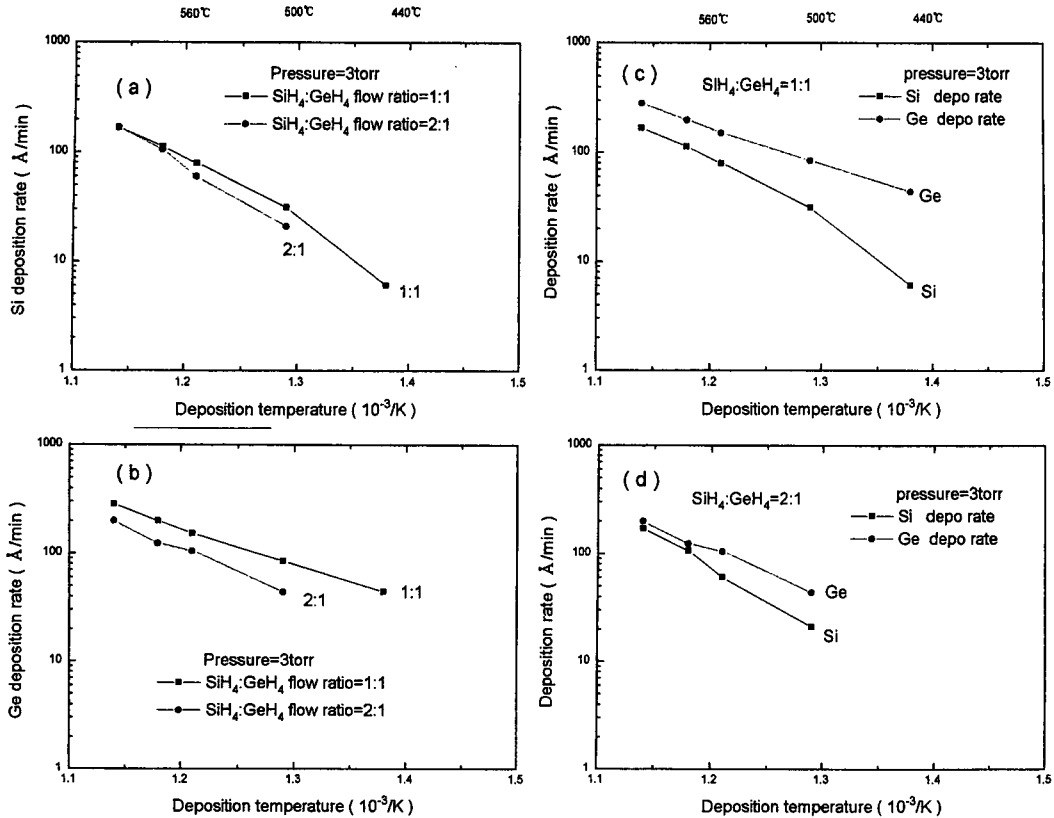 560℃ 500℃ 440℃
1000
100
10
1
Si deposition rate ( Å/min)
( a )
Pressure=3torr
SiH4:GeH4 flow ratio=1:1
SiH4:GeH4 flow ratio=2:1
2:1
1:1
1.1 1.2 1.3 1.4 1.5
Deposition temperature ( 10-3/K )
560℃ 500℃ 440℃
1000
100
10
1
Deposition rate ( Å/min)
( c )
SiH4:GeH4=1:1
pressure=3torr
Si depo rate
Ge depo rate
Ge
Si
1.1 1.2 1.3 1.4 1.5
Deposition temperature ( 10-3/K )
1000
100
10
1
Ge deposition rate ( Å/min)
( b )
1:1
2:1
Pressure=3torr
SiH4:GeH4 flow ratio=1:1
SiH4:GeH4 flow ratio=2:1
1.1 1.2 1.3 1.4 1.5
Deposition temperature ( 10-3/K )
1000
100
10
1
Deposition rate ( Å/min)
( d )
SiH4:GeH4=2:1
pressure=3torr
Si depo rate
Ge depo rate
Ge
Si
1.1 1.2 1.3 1.4 1.5
Deposition temperature ( 10-3/K )